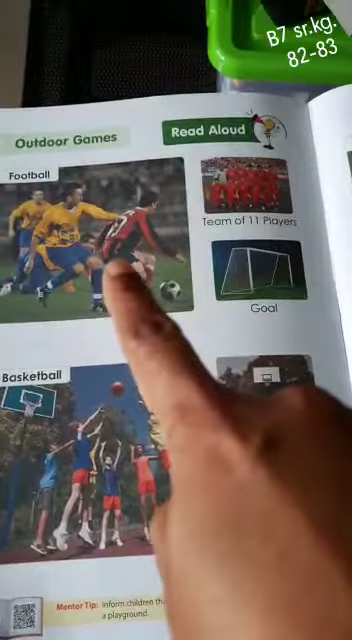 B7 sr.kg.
82-83
Outdoor Games
Read Aloud
Football
Team of 11 Players
Goal
Basketball
Mentor Tip: Inform children
a playground.